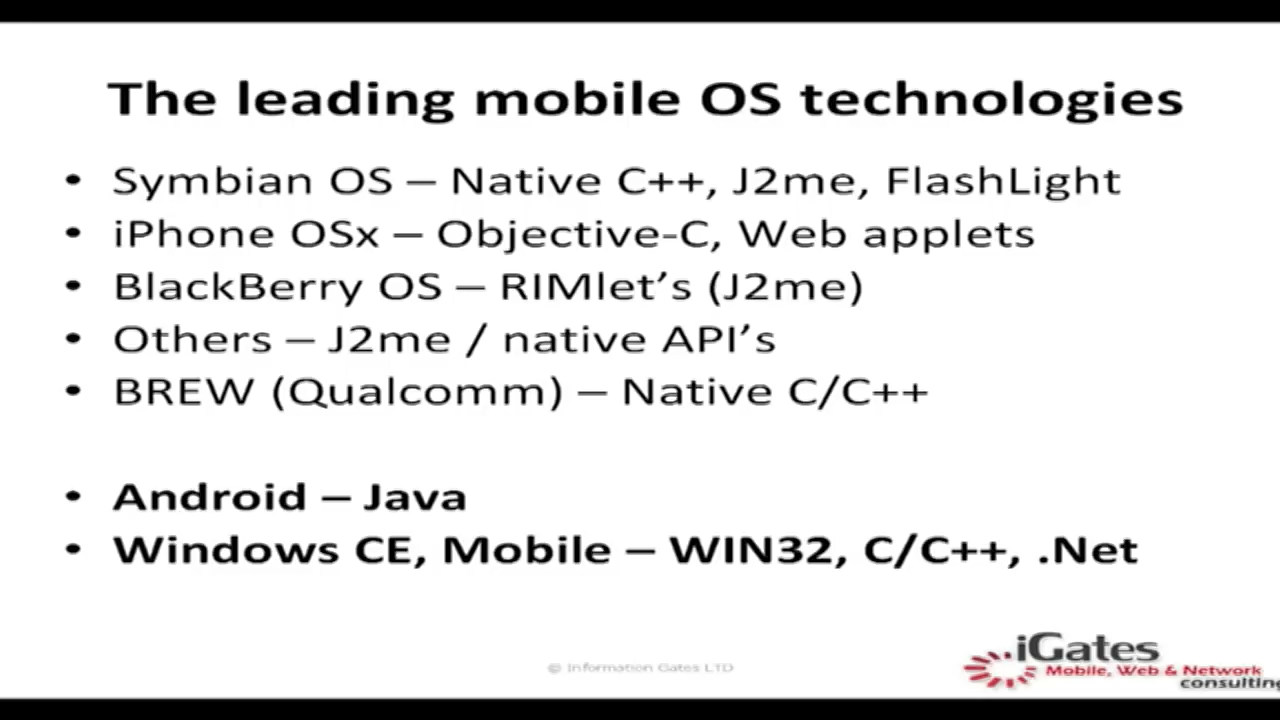 The leading mobile OS technologies
• Symbian OS – Native C++, J2me, FlashLight
• iPhone OSx – Objective-C, Web applets
• BlackBerry OS – RIMlet’s (J2me)
• Others – J2me / native API’s
• BREW (Qualcomm) – Native C/C++
• Android – Java
• Windows CE, Mobile – WIN32, C/C++, .Net
© Information Gates LTD
iGates
Mobile, Web & Network
consulting